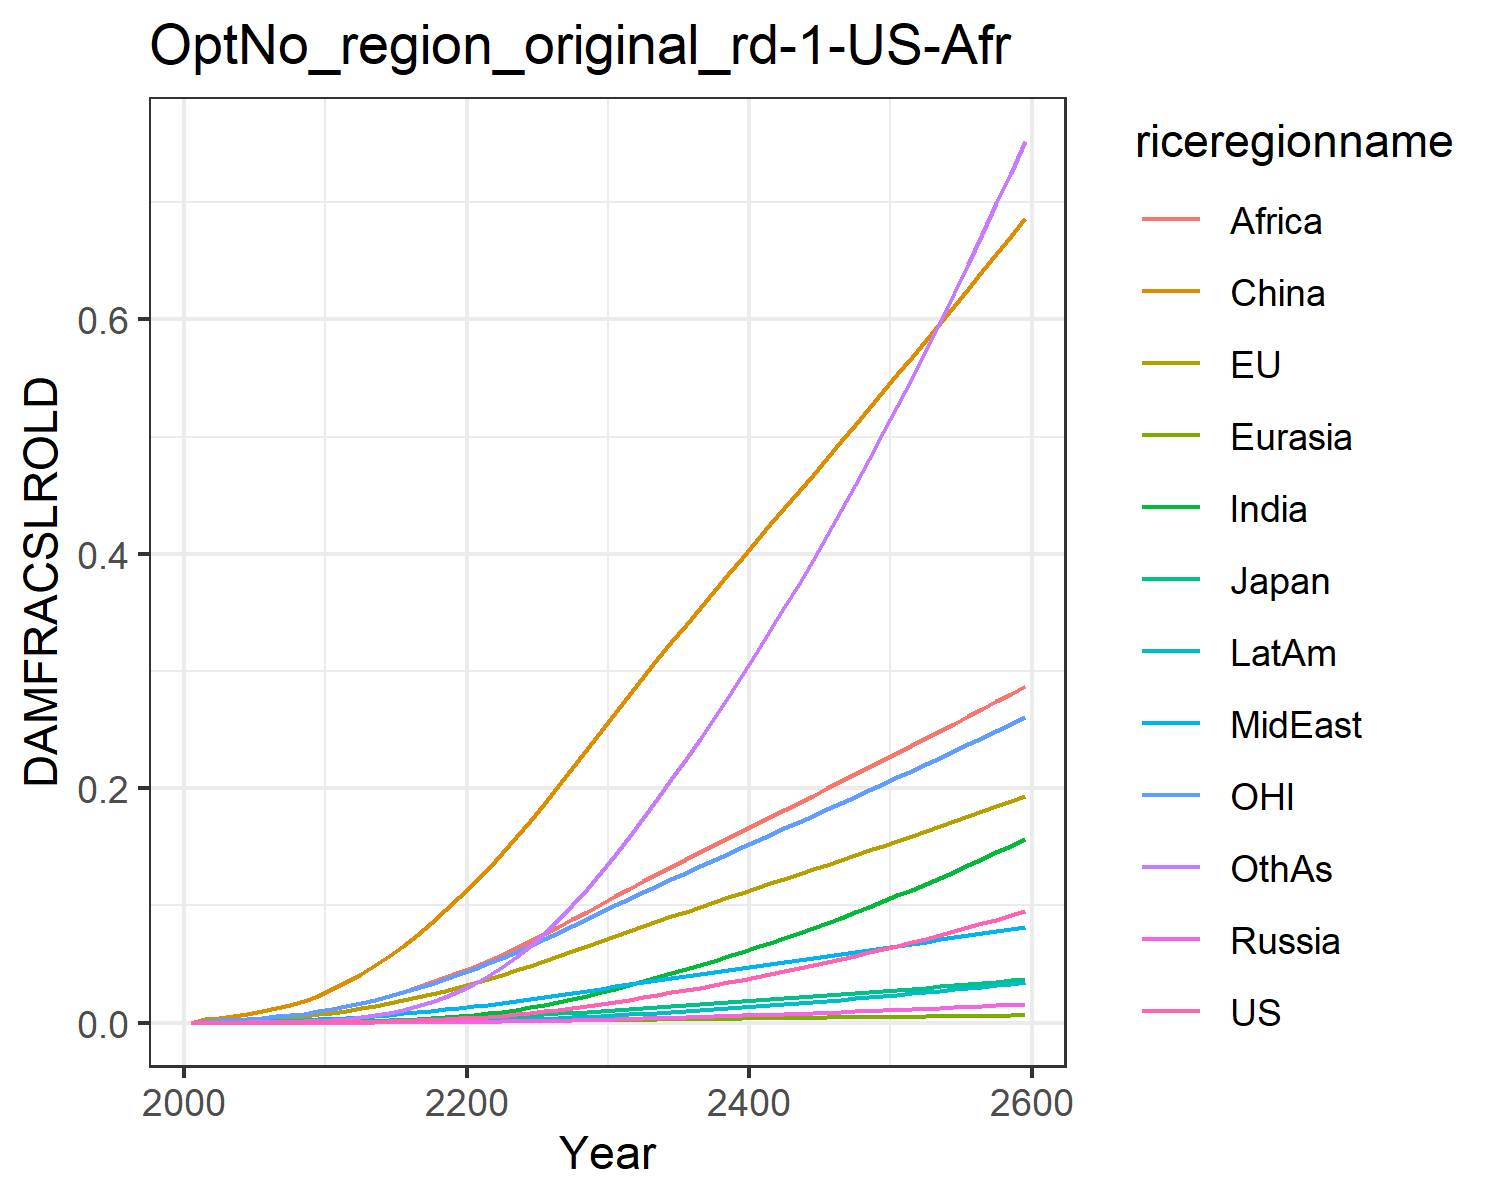 OptNo_region_original_rd-1-US-Afr
DAMFRACSLROLD
0.6
0.4
0.2
0.0
2000 2200 2400 2600
Year
riceregionname
Africa
China
EU
Eurasia
India
Japan
LatAm
MidEast
OHI
OthAs
Russia
US